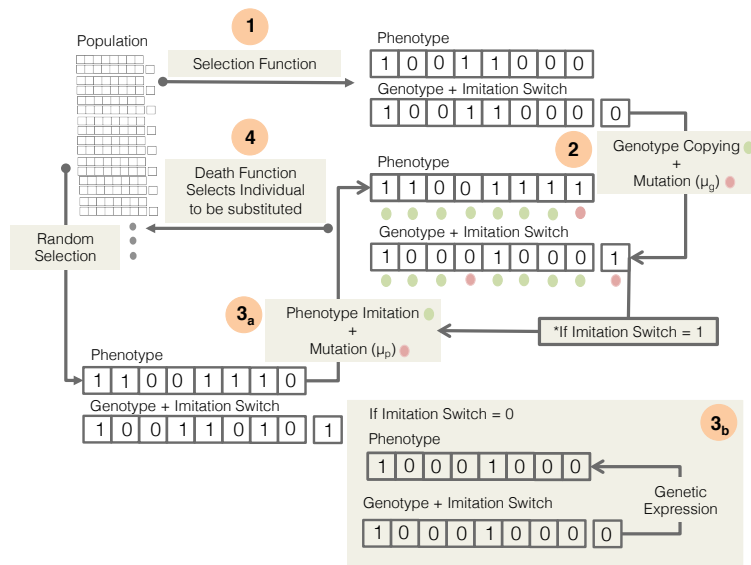 1
Population
Selection Function
Phenotype
1 0 0 1 1 0 0 0
Genotype + Imitation Switch
1 0 0 1 1 0 0 0 0
2
Genotype Copying
+
Mutation (μg)
4
Death Function
Selects Individual
to be substituted
Phenotype
1 1 0 0 1 1 1 1
Genotype + Imitation Switch
1 0 0 0 1 0 0 0 1
Random
Selection
3a
Phenotype Imitation
+
Mutation (μp)
*If Imitation Switch = 1
Phenotype
1 1 0 0 1 1 1 0
Genotype + Imitation Switch
1 0 0 1 1 0 1 0 1
3b
If Imitation Switch = 0
Phenotype
1 0 0 0 1 0 0 0
Genotype + Imitation Switch
1 0 0 0 1 0 0 0 0
Genetic
Expression